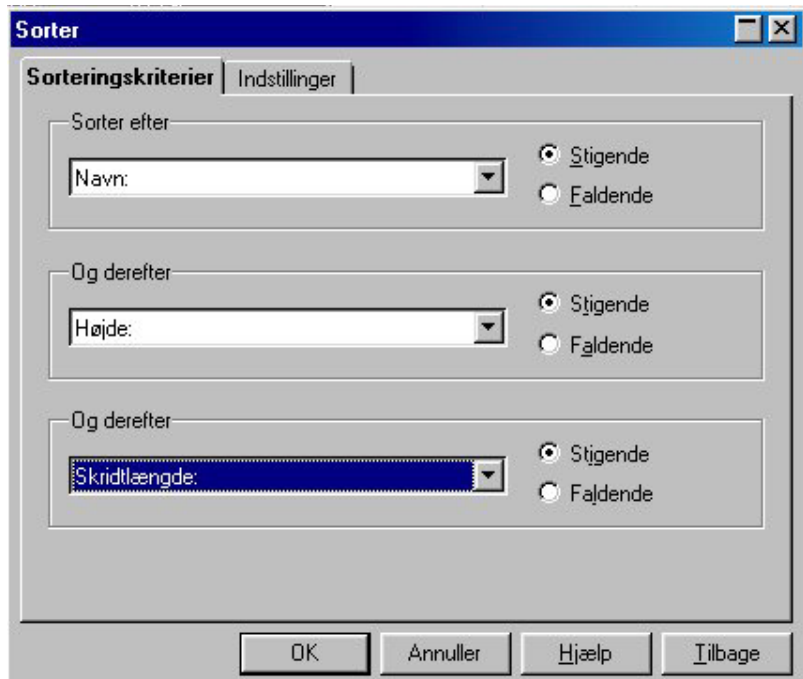 Sorter
Sorteringskriterier Indstillinger
Sorter efter
Navn:
Stigende
Faldende
Og derefter
Højde:
Stigende
Faldende
Og derefter
Skridtlængde:
Stigende
Faldende
OK Annuller Hjælp Tilbage